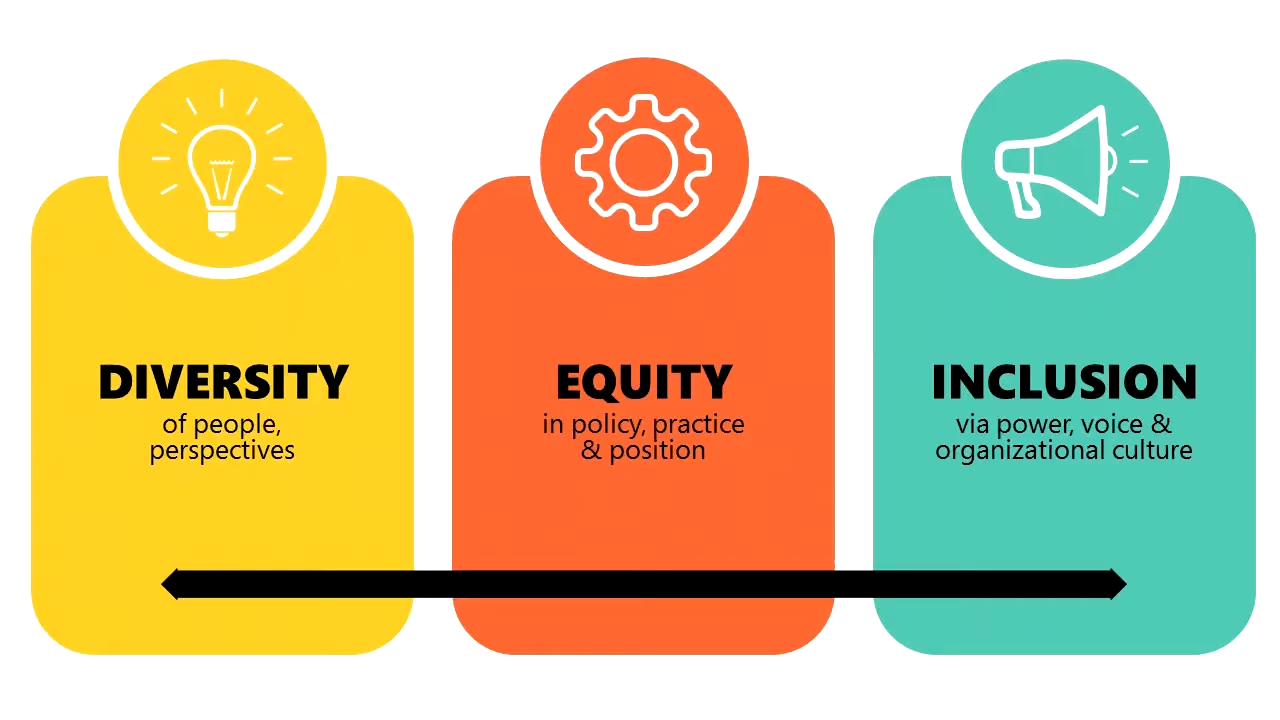 DIVERSITY
of people,
perspectives
EQUITY
in policy, practice
& position
INCLUSION
via power, voice &
organizational culture